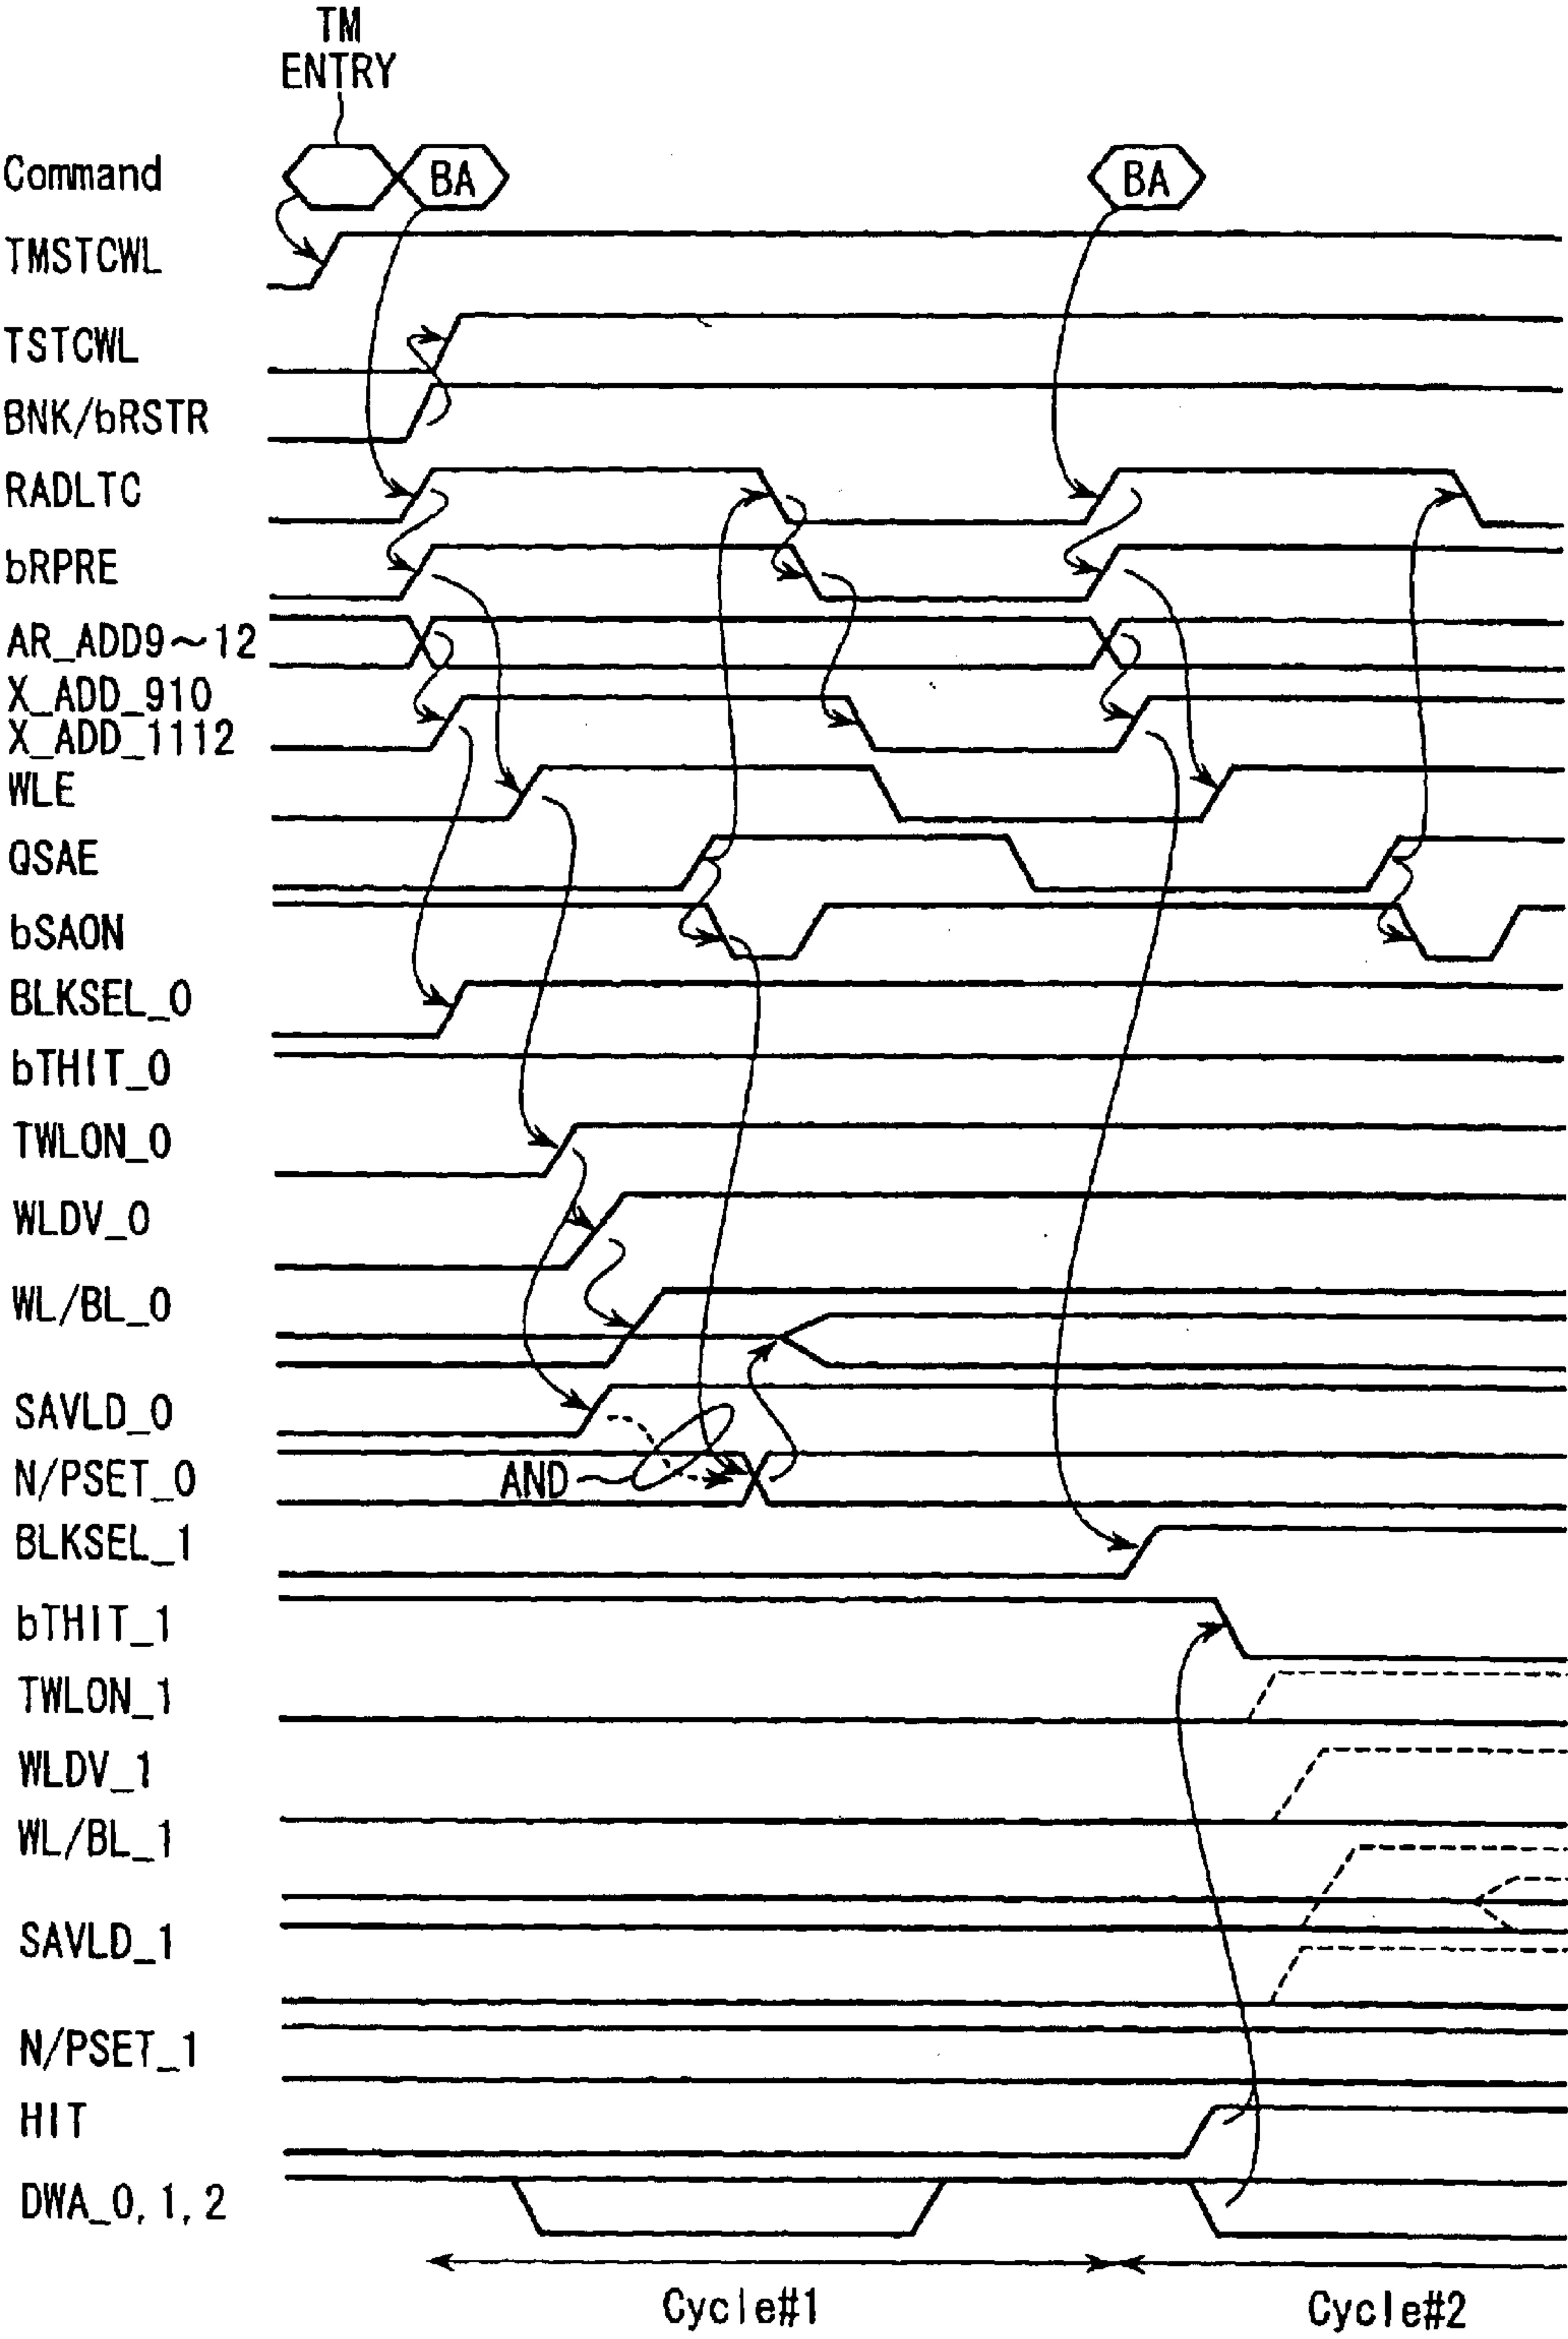 TM
ENTRY
Command
BA
BA
TMSTCWL
TSTCWL
BNK/bRSTR
RADLTC
bRPRE
AR_ADD9～12
X_ADD_910
X_ADD_1112
WLE
QSAE
bSAON
BLKSEL_0
bTHIT_0
TWLON_0
WLDV_0
WL/BL_0
SAVLD_0
N/PSET_0
AND
BLKSEL_1
bTHIT_1
TWLON_1
WLDV_1
WL/BL_1
SAVLD_1
N/PSET_1
HIT
DWA_0, 1, 2
Cycle#1
Cycle#2